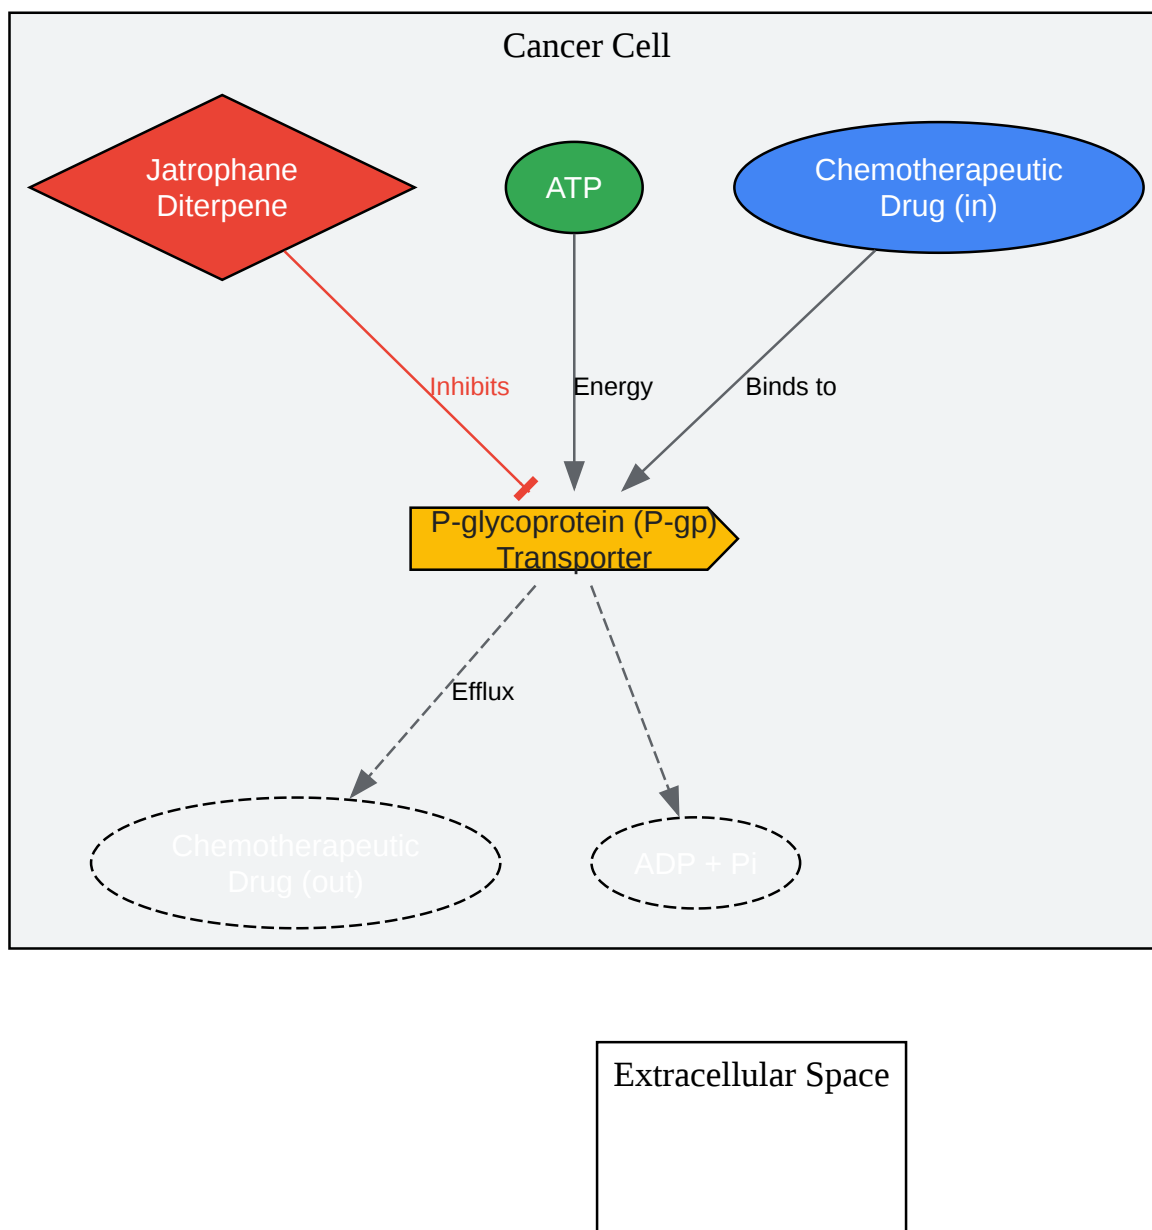 Cancer Cell
Jatrophane
Diterpene
ATP
Chemotherapeutic
Drug (in)
Inhibits
Energy
Binds to
P-glycoprotein (P-gp)
Transporter
Efflux
Chemotherapeutic
Drug (out)
ADP + Pi
Extracellular Space